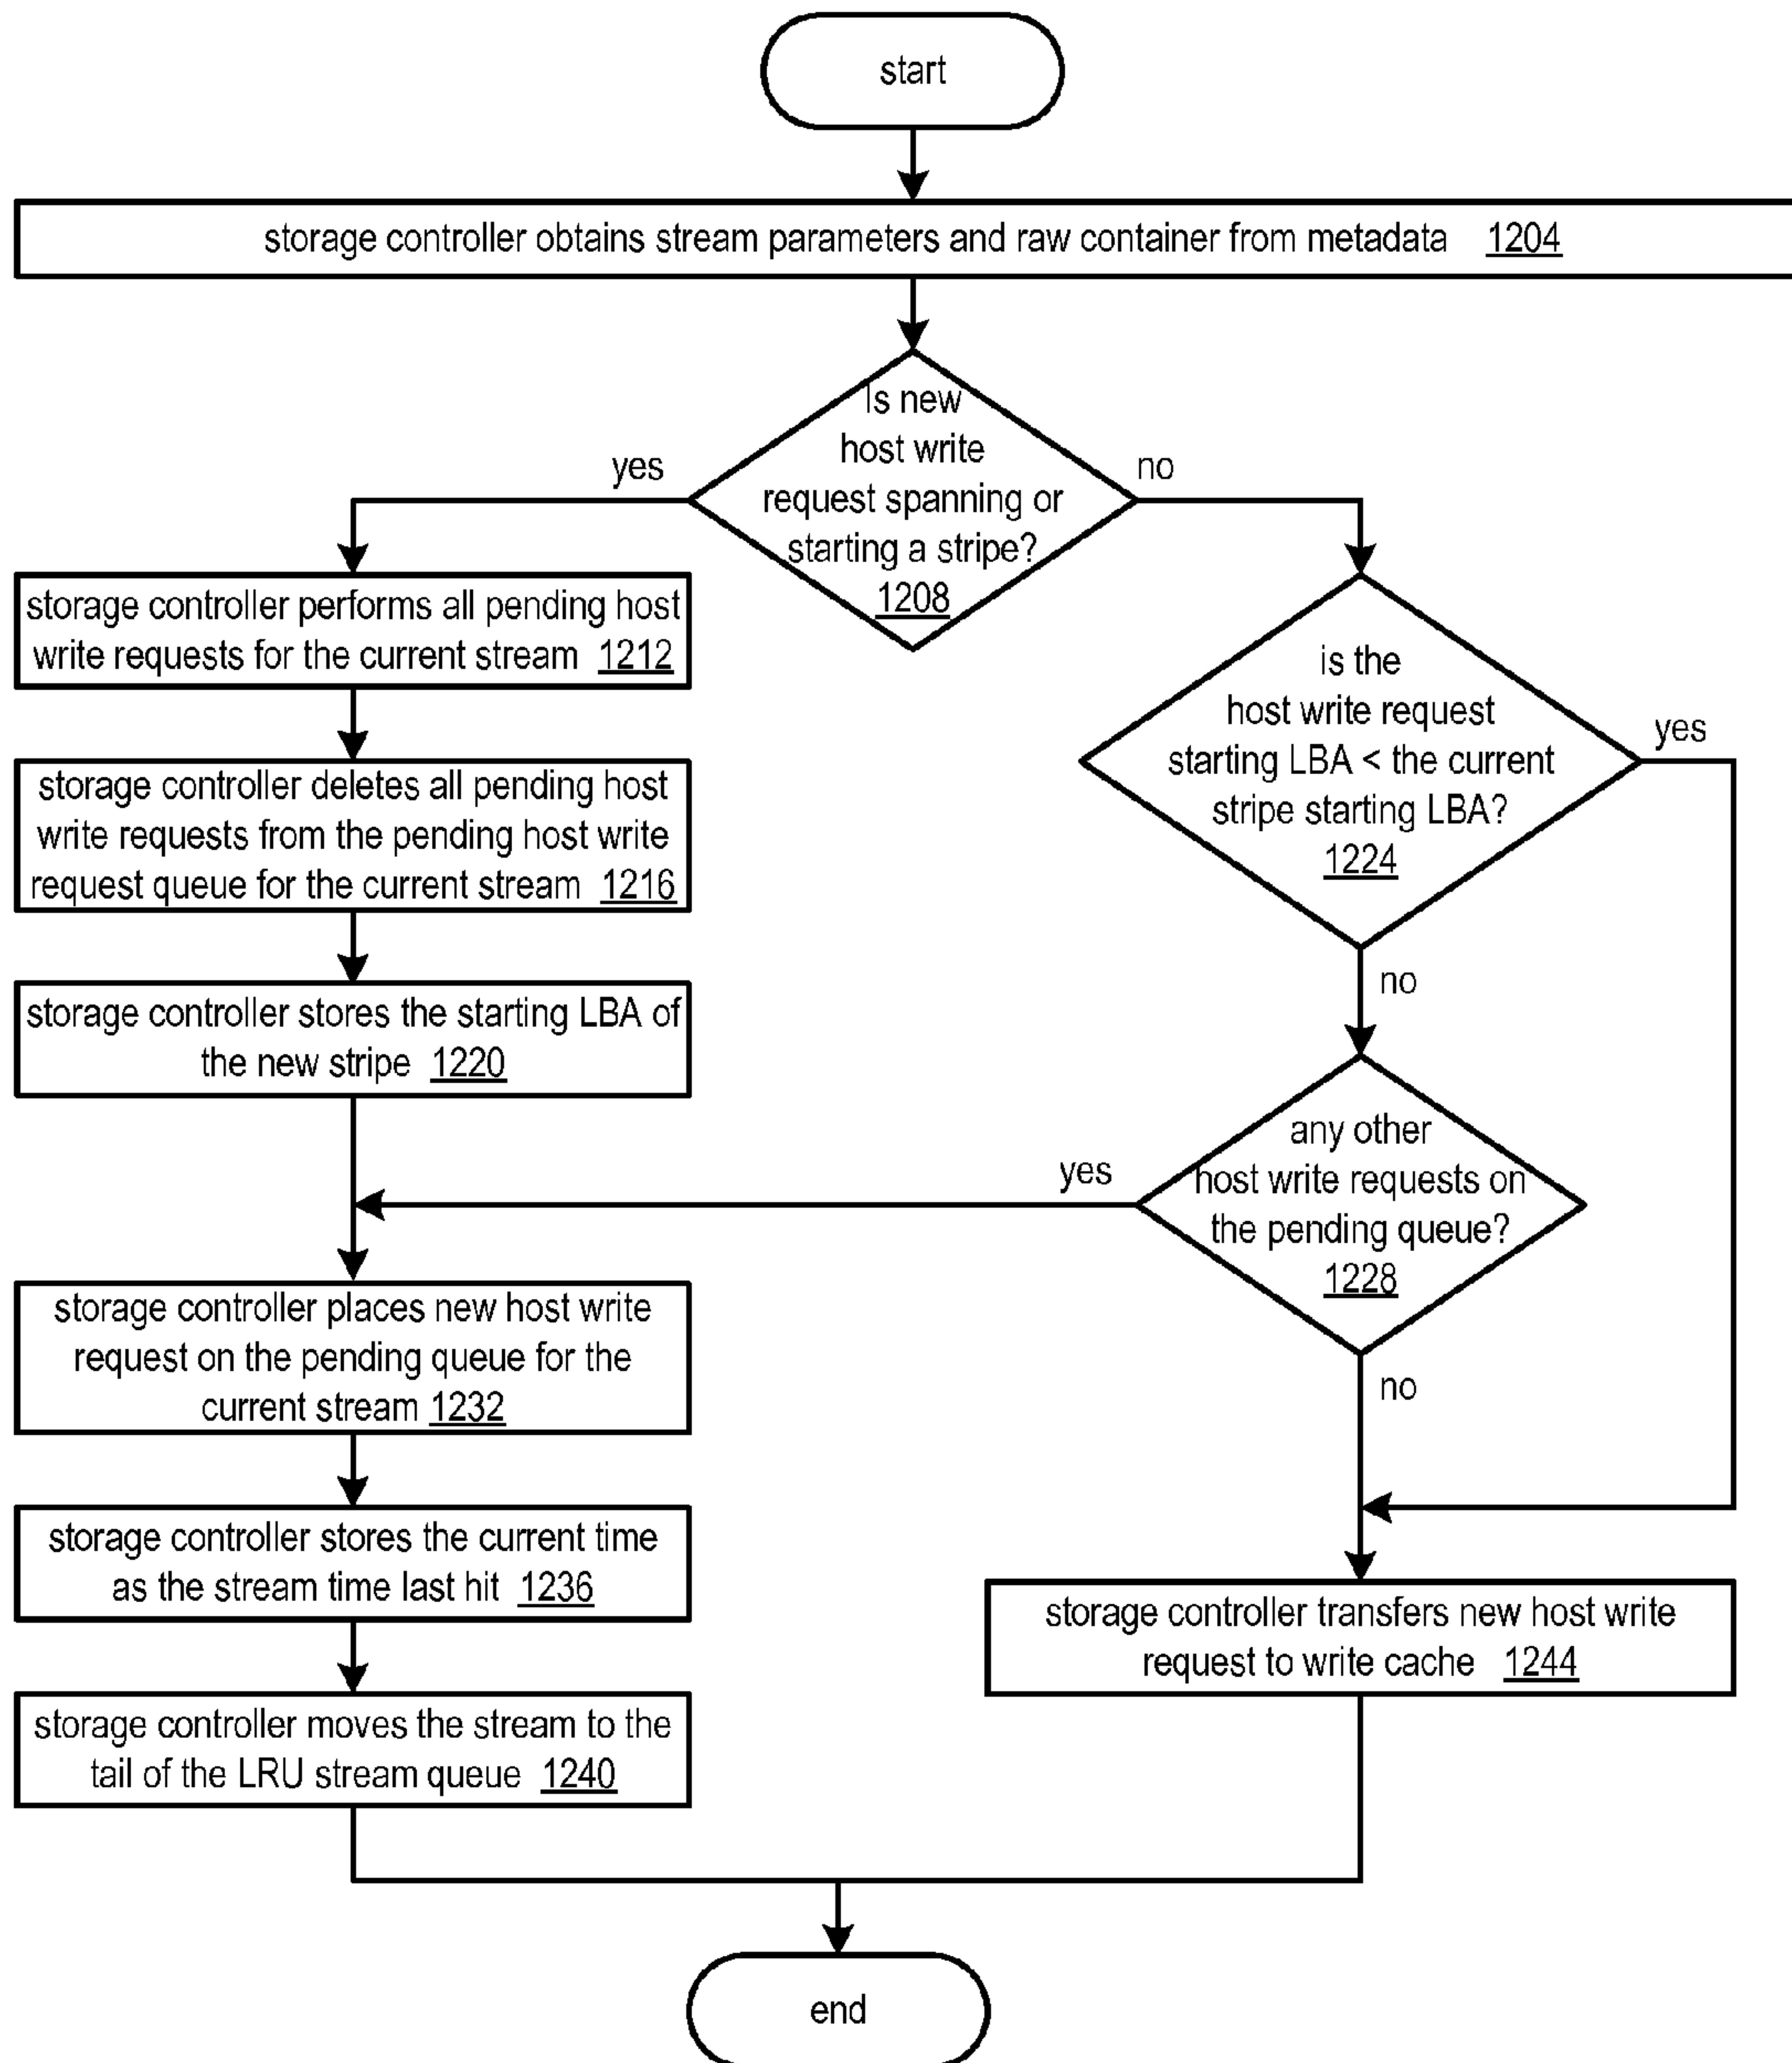 start
storage controller obtains stream parameters and raw container from metadata 1204
Is new
host write
request spanning or
starting a stripe?
1208
yes
no
storage controller performs all pending host
write requests for the current stream 1212
storage controller deletes all pending host
write requests from the pending host write
request queue for the current stream 1216
storage controller stores the starting LBA of
the new stripe 1220
is the
host write request
starting LBA < the current
stripe starting LBA?
1224
yes
no
any other
host write requests on
the pending queue?
1228
yes
no
storage controller places new host write
request on the pending queue for the
current stream 1232
storage controller stores the current time
as the stream time last hit 1236
storage controller moves the stream to the
tail of the LRU stream queue 1240
storage controller transfers new host write
request to write cache 1244
end